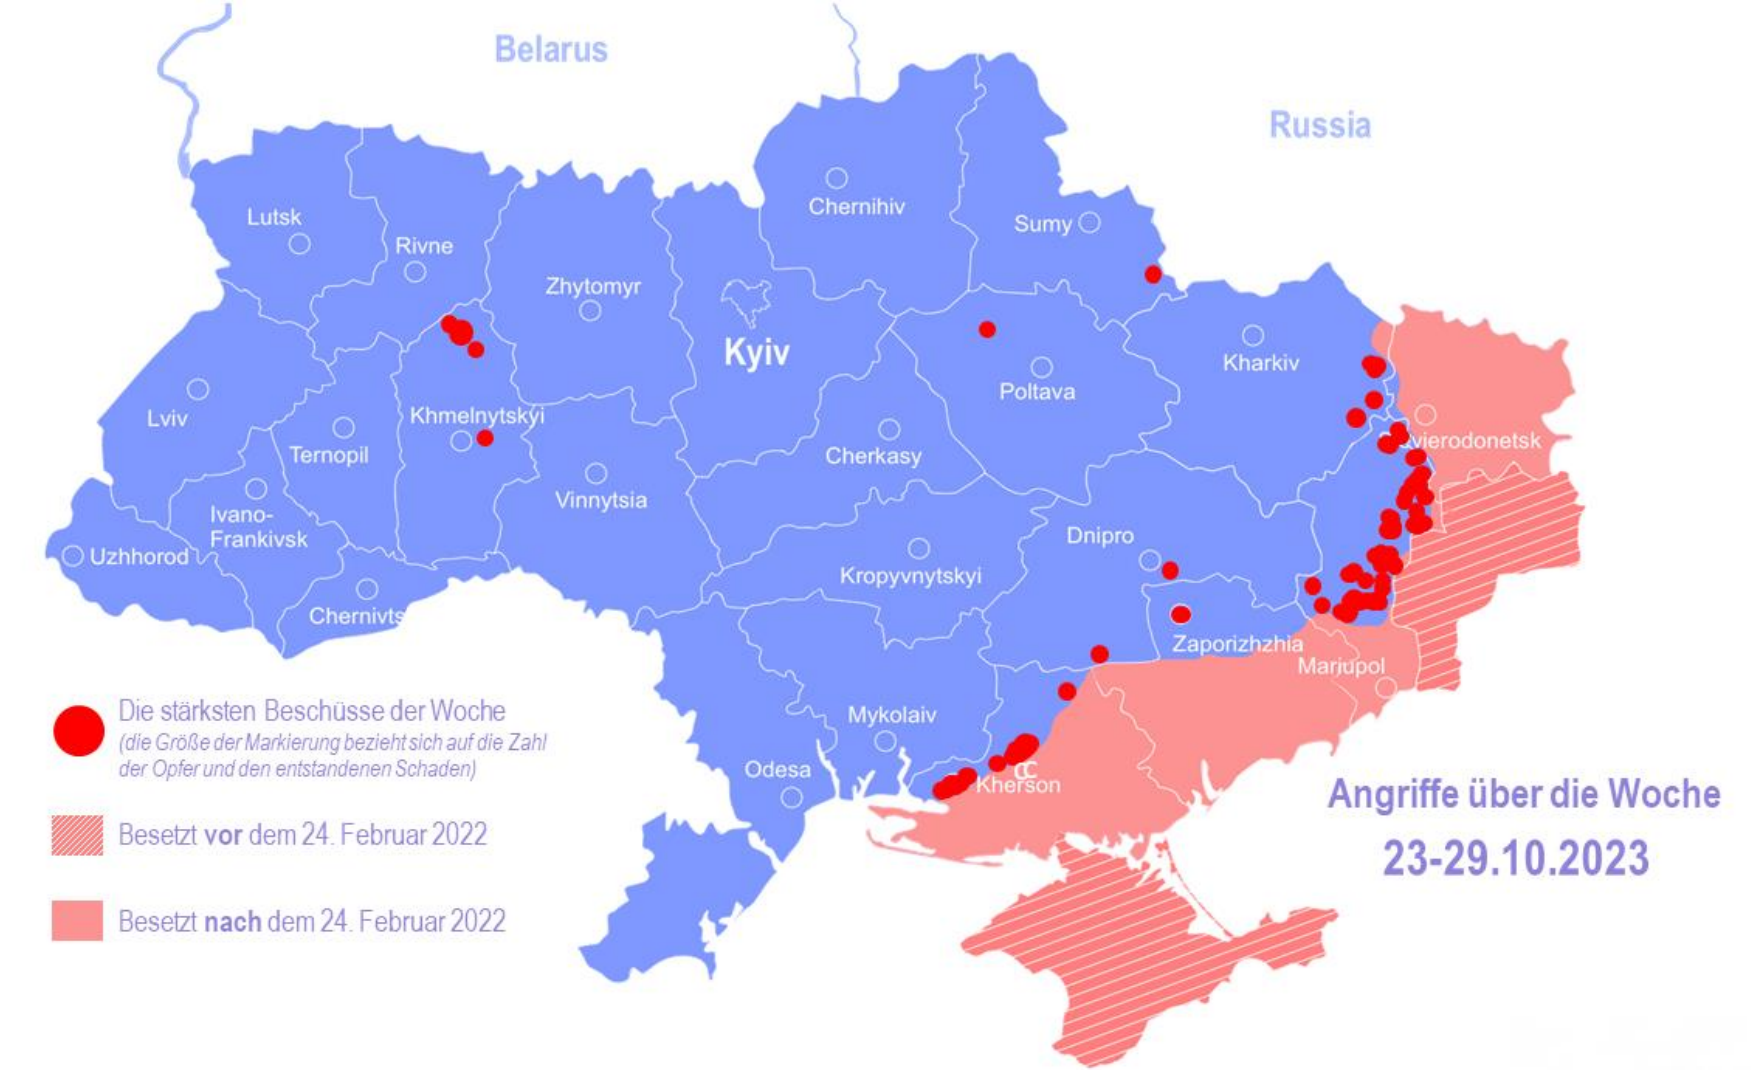 Belarus
Russia
Chernihiv
Sumy
Lutsk
Rivne
Zhytomyr
Kyiv
Kharkiv
Poltava
Lviv
Khmelnytskyi
Ternopil
Cherkasy
vierodonetsk
Vinnytsia
Ivano-
Frankivsk
Dnipro
Uzhhorod
Kropyvnytskyi
Chernivts
Zaporizhzhia
Mariupol
Mykolaiv
Odesa
Kherson
Die stärksten Beschüsse der Woche
(die Größe der Markierung bezieht sich auf die Zahl
der Opfer und den entstandenen Schaden)
Besetzt vor dem 24. Februar 2022
Besetzt nach dem 24. Februar 2022
Angriffe über die Woche
23-29.10.2023